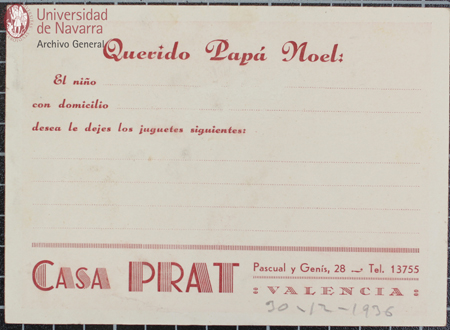 Universidad
de Navarra
Archivo General
Querido Papá Noel:
El niño
con domicilio
desea le dejes los juguetes siguientes:
CASA PRAT
Pascual y Genís, 28 — Tel. 13755
: VALENCIA :
30-12-1936